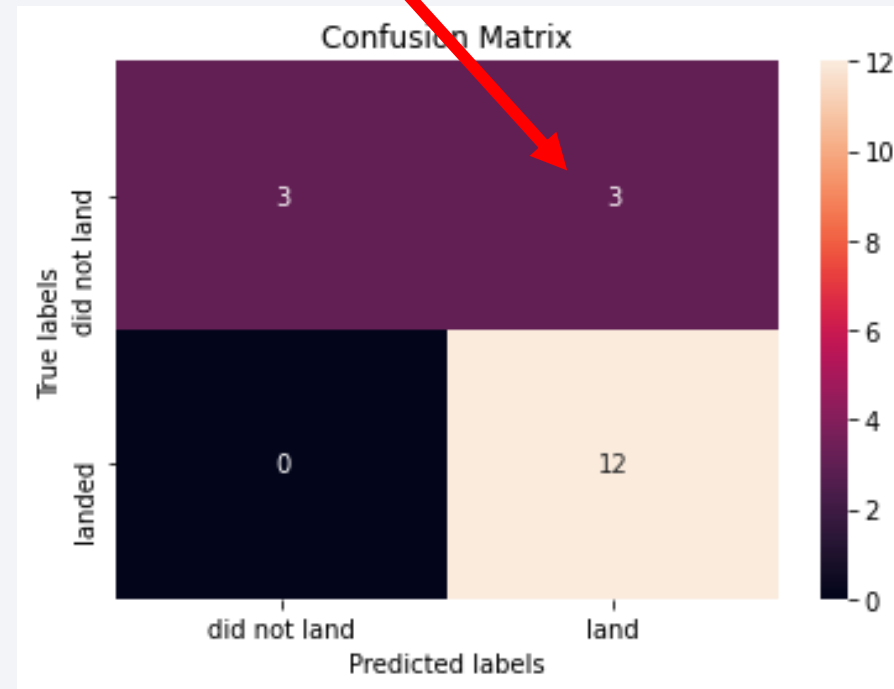 Confusion Matrix
12
10
8
6
4
2
0
True labels
did not land
landed
3
3
0
12
did not land
land
Predicted labels